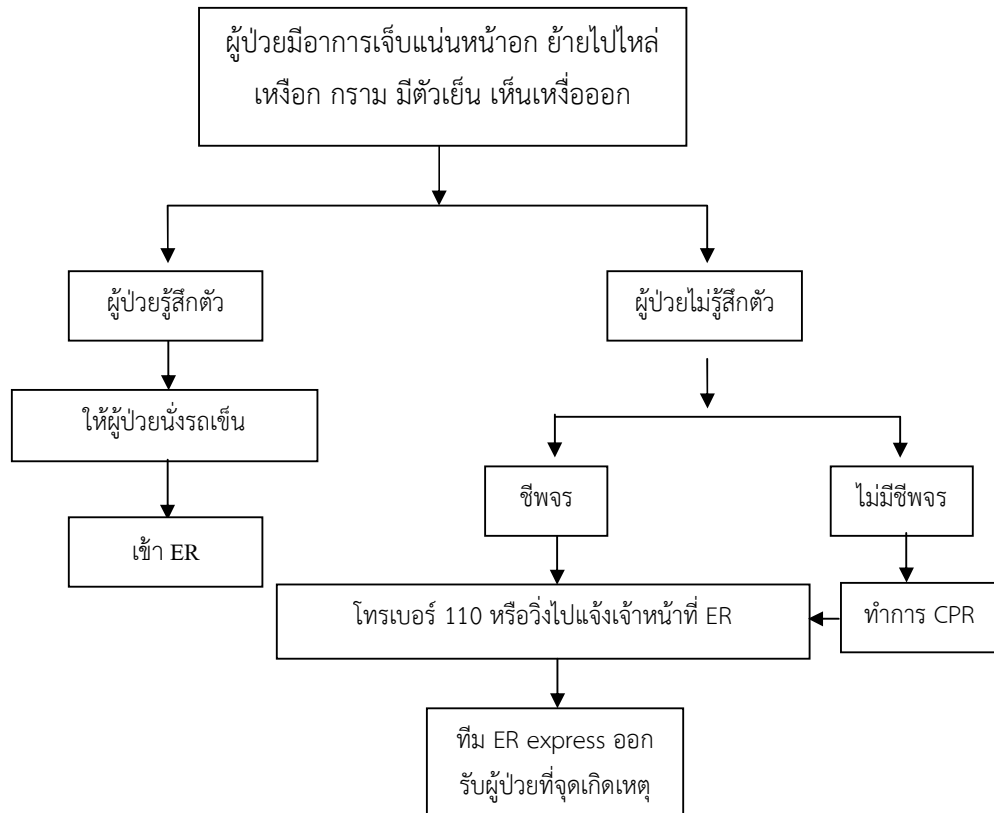 ผู้ป่วยมีอาการเจ็บแน่นหน้าอก ย้ายไปไหล่
เหงือก กราม มีตัวเย็น เห็นเหงื่อออก
ผู้ป่วยรู้สึกตัว
ผู้ป่วยไม่รู้สึกตัว
ให้ผู้ป่วยนั่งรถเข็น
ชีพจร
ไม่มีชีพจร
เข้า ER
โทรเบอร์ 110 หรือวิ่งไปแจ้งเจ้าหน้าที่ ER
ทำการ CPR
ทีม ER express ออก
รับผู้ป่วยที่จุดเกิดเหตุ